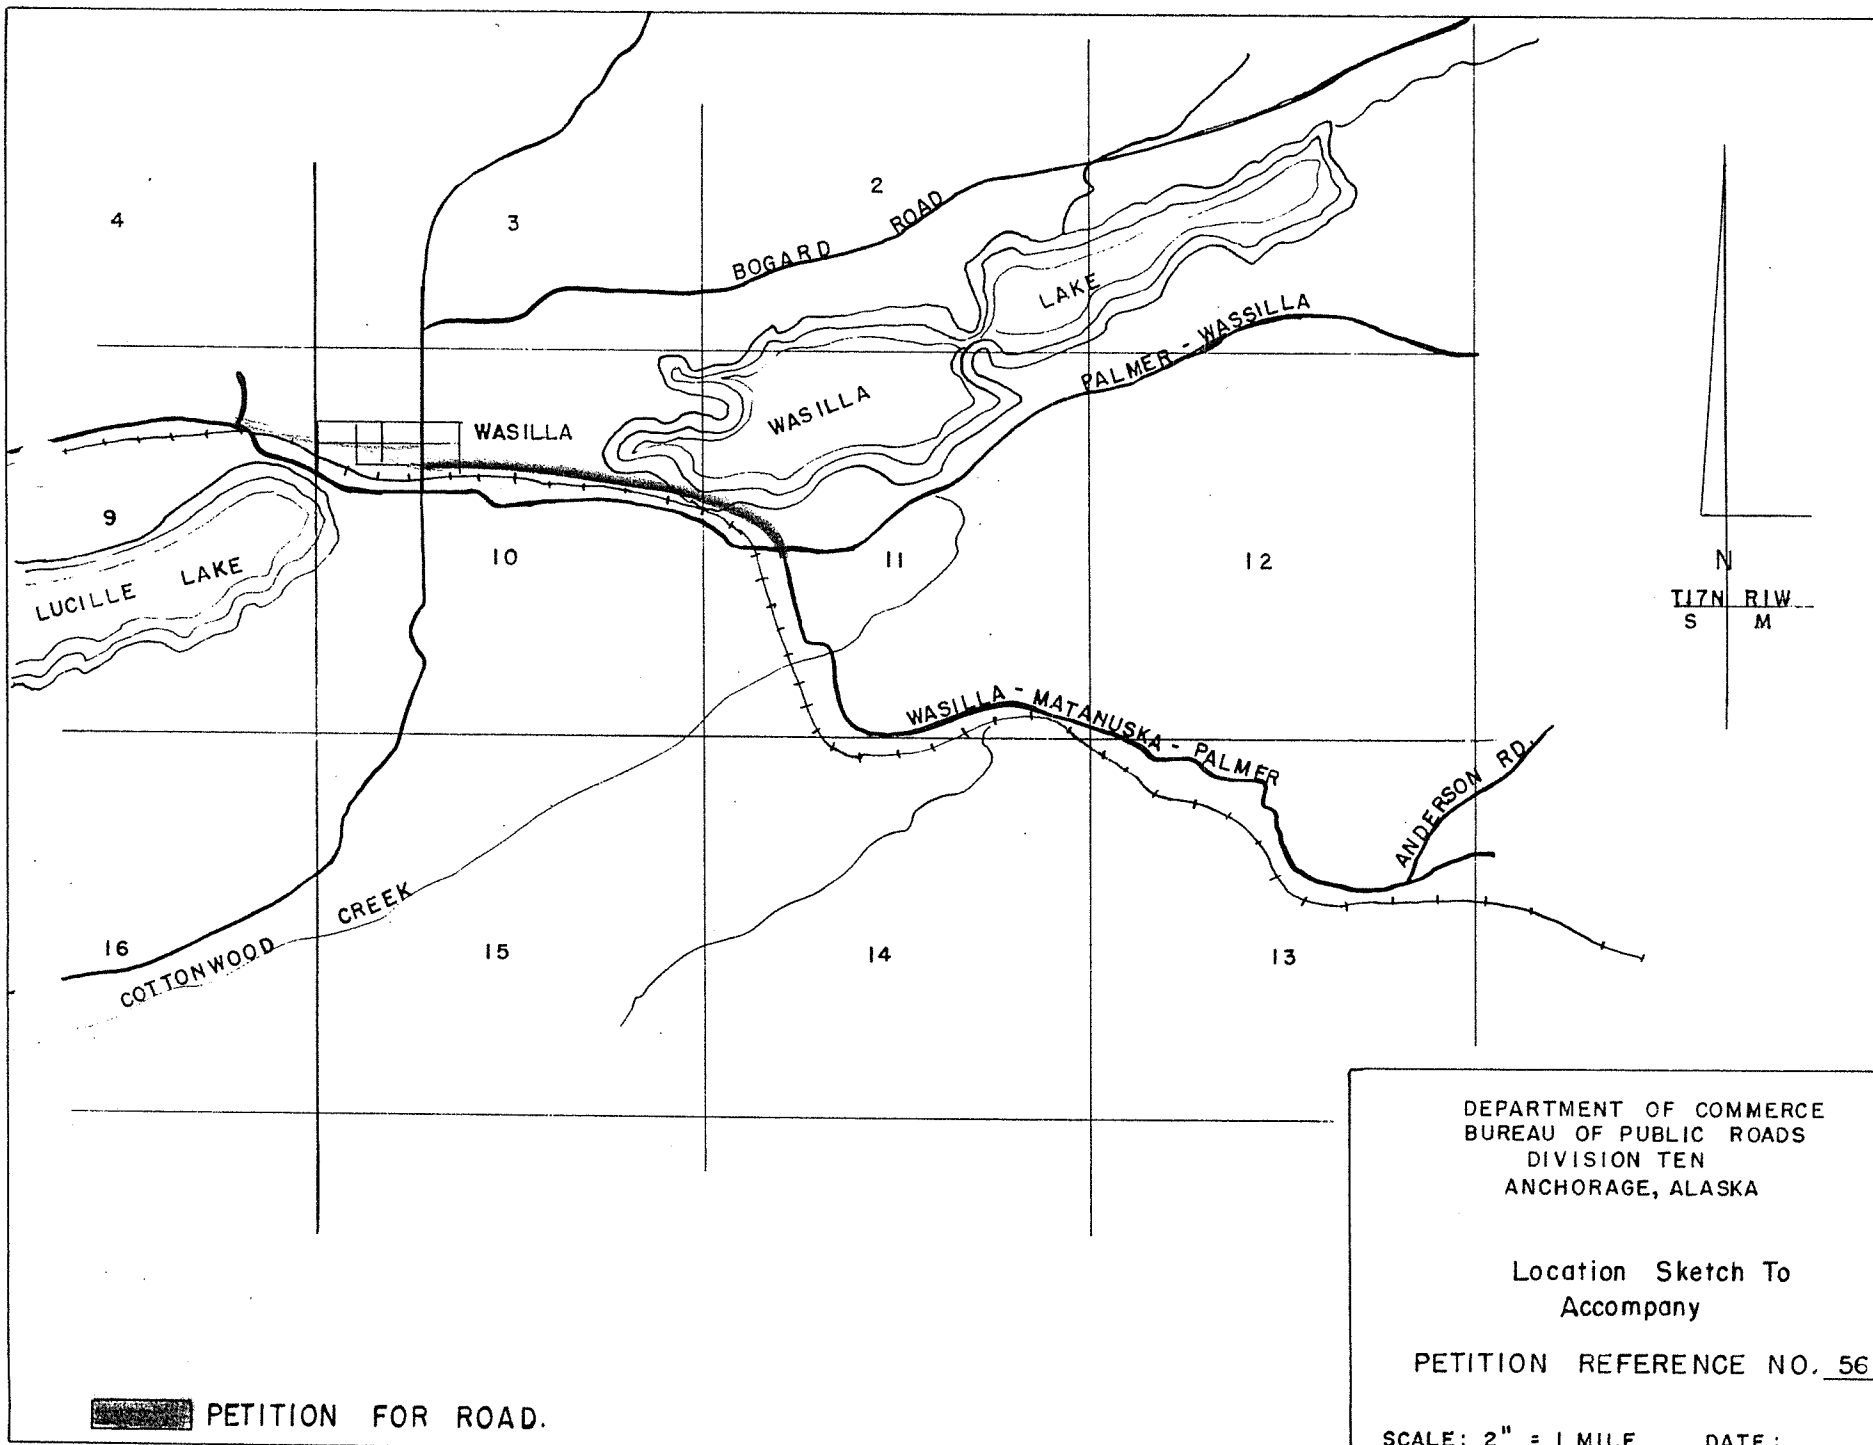 4
3
2
BOGARD ROAD
LAKE
PALMER - WASSILLA
WASILLA
WASILLA
9
10
11
12
LUCILLE LAKE
N
T17N R1W
S M
WASILLA - MATANUSKA - PALMER
ANDERSON RD.
16
15
14
13
COTTONWOOD CREEK
DEPARTMENT OF COMMERCE
BUREAU OF PUBLIC ROADS
DIVISION TEN
ANCHORAGE, ALASKA
Location Sketch To
Accompany
PETITION REFERENCE NO. 56
PETITION FOR ROAD.
SCALE: 2" = 1 MILE DATE: